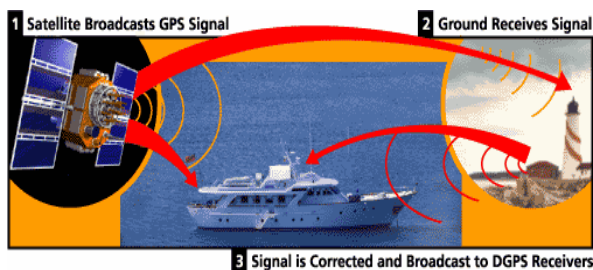 1 Satellite Broadcasts GPS Signal
2 Ground Receives Signal
3 Signal is Corrected and Broadcast to DGPS Receivers